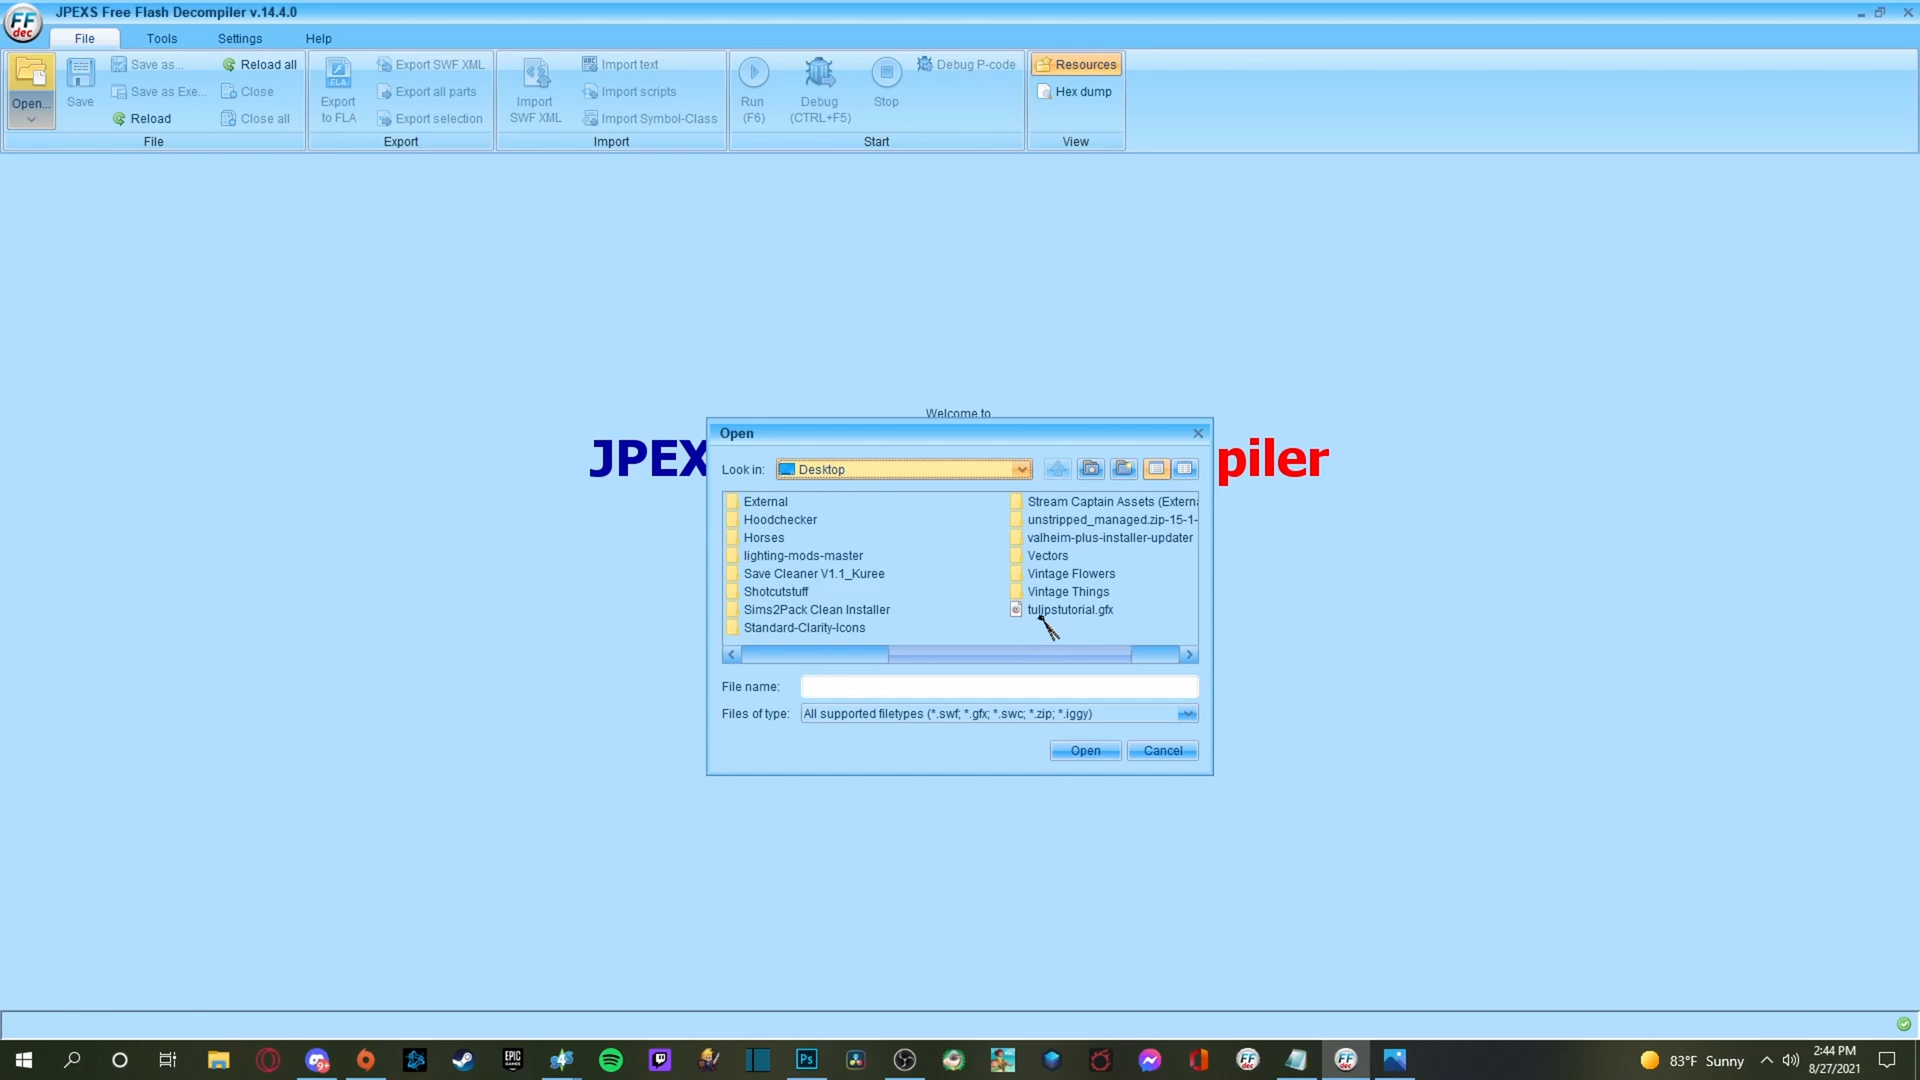 JPEXS Free Flash Decompiler v.14.4.0
File Tools Settings Help
Open... Save Save as... Save as Exe... Reload Reload all Close Close all
File
Export to FLA Export SWF XML Export all parts Export selection
Export
Import SWF XML Import text Import scripts Import Symbol-Class
Import
Run (F6) Debug (CTRL+F5) Stop Debug P-code
Start
Resources Hex dump
View
Welcome to
JPEX piler
Open
Look in: Desktop
External
Hoodchecker
Horses
lighting-mods-master
Save Cleaner V1.1_Kuree
Shotcutstuff
Sims2Pack Clean Installer
Standard-Clarity-Icons
Stream Captain Assets (Externa
unstripped_managed.zip-15-1-
valheim-plus-installer-updater
Vectors
Vintage Flowers
Vintage Things
tulipstutorial.gfx
File name:
Files of type: All supported filetypes (*.swf; *.gfx; *.swc; *.zip; *.iggy)
Open Cancel
83°F Sunny
2:44 PM
8/27/2021